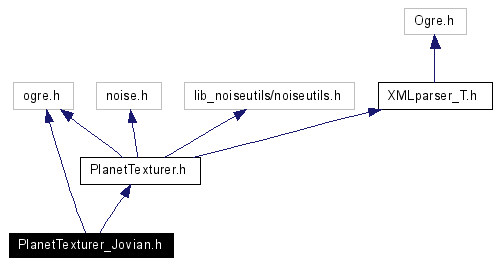 Ogre.h
ogre.h
noise.h
lib_noiseutils/noiseutils.h
XMLparser_T.h
PlanetTexturer.h
PlanetTexturer_Jovian.h